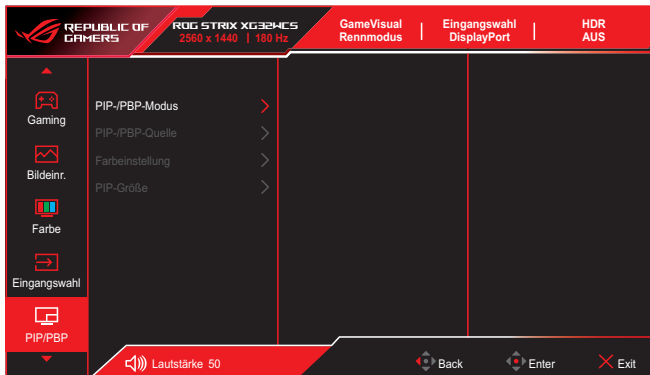 REPUBLIC OF
GAMERS
ROG STRIX XG32WCS
2560 x 1440 | 180 Hz
GameVisual
Rennmodus
Eingangswahl
DisplayPort
HDR
AUS
Gaming
Bildeinr.
Farbe
Eingangswahl
PIP/PBP
PIP-/PBP-Modus
PIP-/PBP-Quelle
Farbeinstellung
PIP-Größe
Lautstärke 50
Back
Enter
Exit